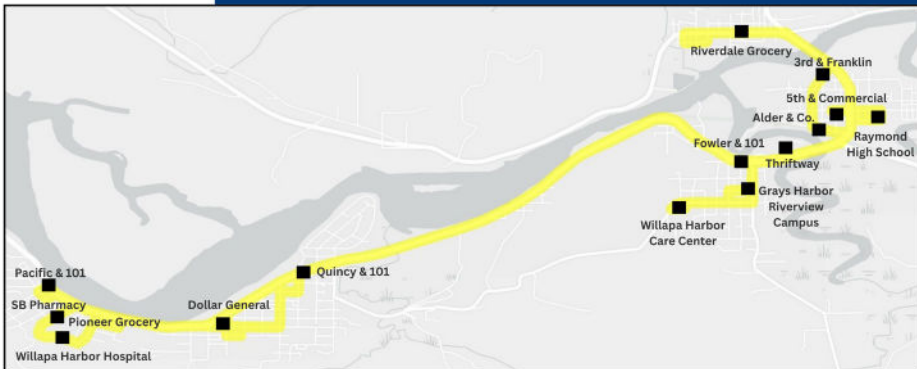 Riverdale Grocery
3rd & Franklin
5th & Commercial
Alder & Co.
Raymond
High School
Fowler & 101
Thriftway
Grays Harbor
Riverview
Campus
Willapa Harbor
Care Center
Quincy & 101
Pacific & 101
Dollar General
SB Pharmacy
Pioneer Grocery
Willapa Harbor Hospital